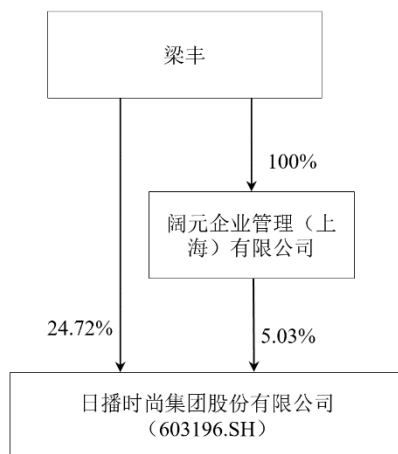 梁丰
100%
阔元企业管理（上
海）有限公司
24.72%
5.03%
日播时尚集团股份有限公司
（603196.SH）